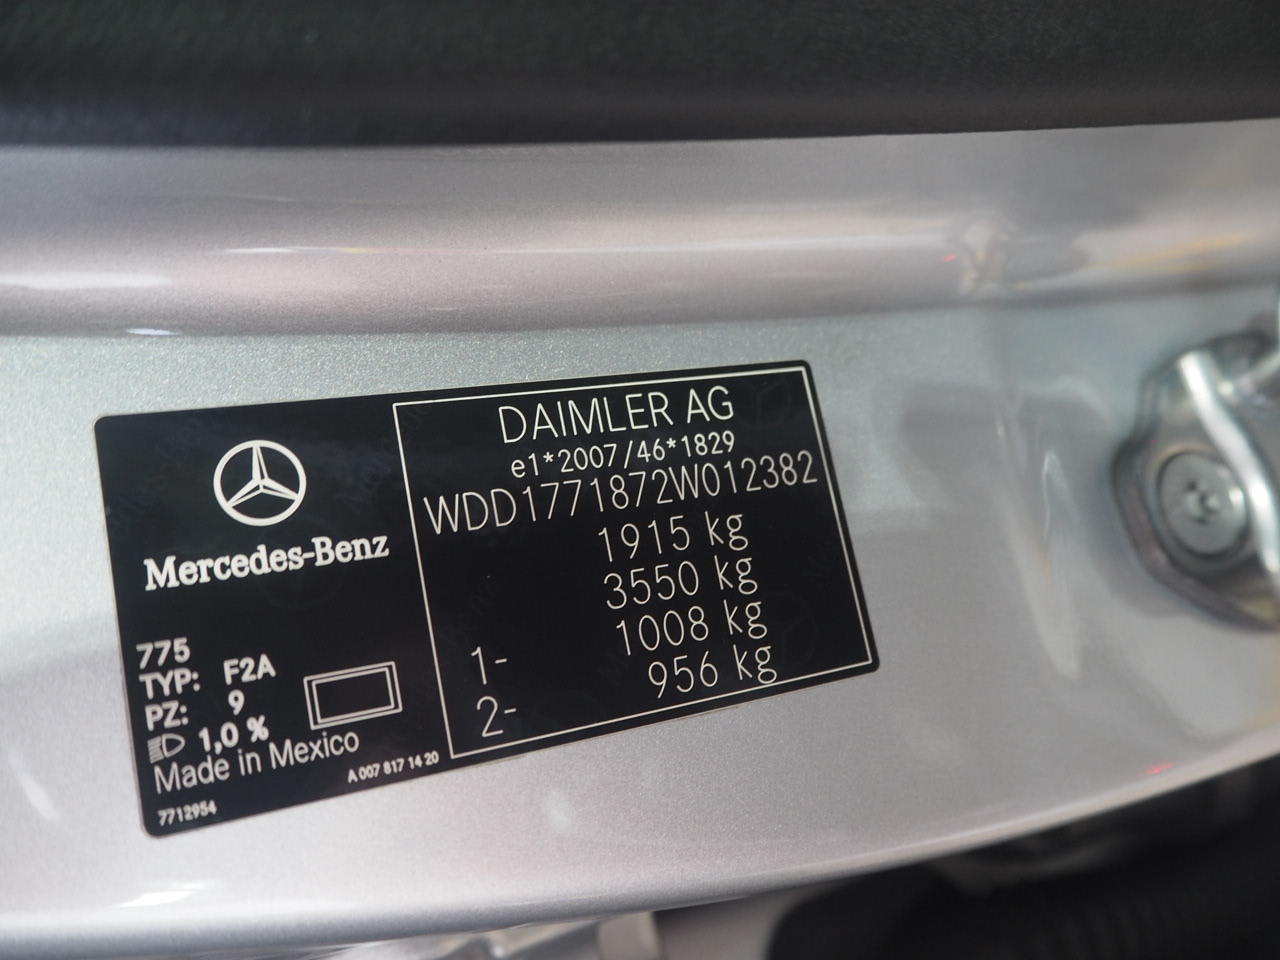 Mercedes-Benz
775
TYP: F2A
PZ: 9
1,0 %
Made in Mexico
A 007 817 14 20
7712954
DAIMLER AG
e1*2007/46*1829
WDD1771872W012382
1915 kg
3550 kg
1- 1008 kg
2- 956 kg